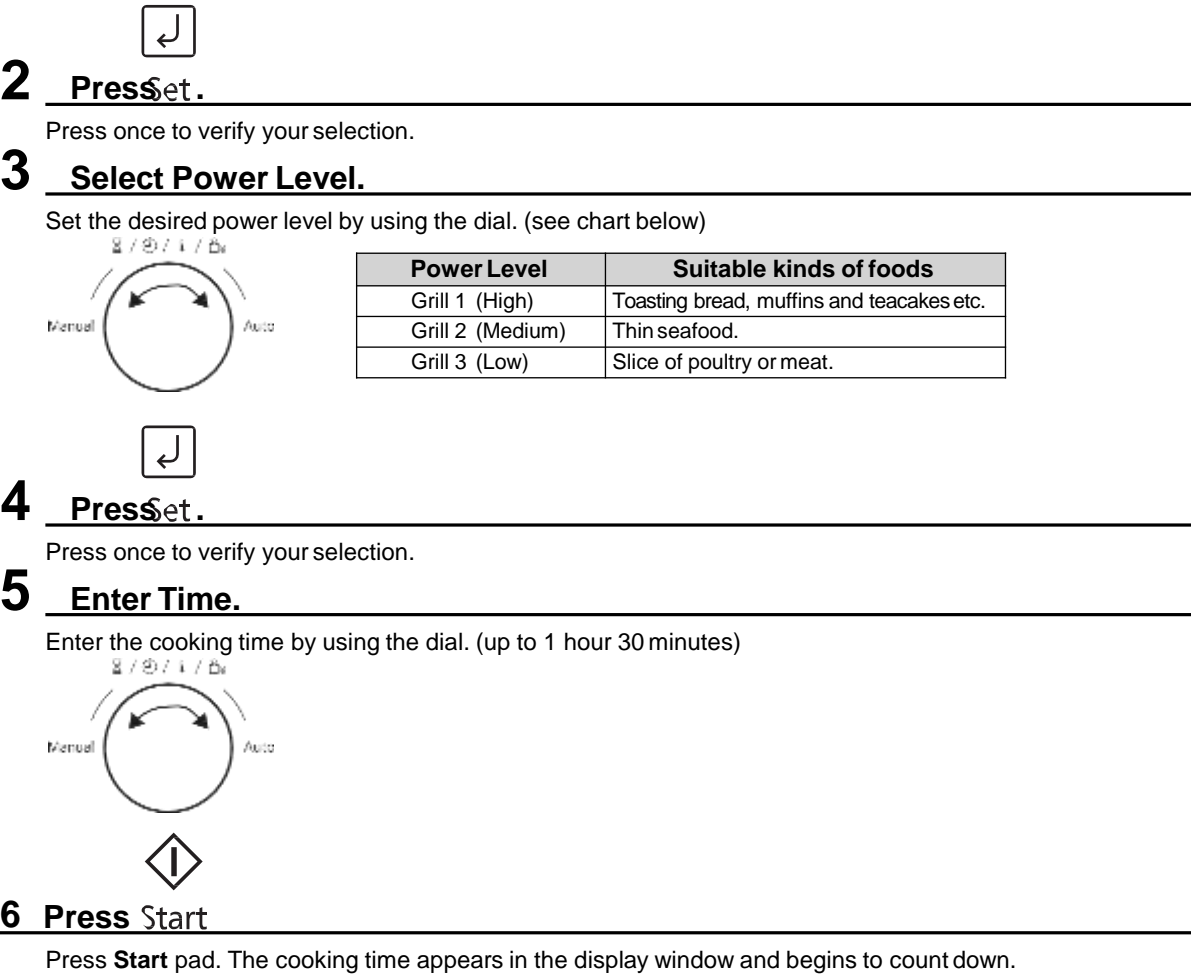 2 Press Set.
Press once to verify your selection.
3 Select Power Level.
Set the desired power level by using the dial. (see chart below)
Manual Auto
Power Level Suitable kinds of foods
Grill 1 (High) Toasting bread, muffins and teacakes etc.
Grill 2 (Medium) Thin seafood.
Grill 3 (Low) Slice of poultry or meat.
4 Press Set.
Press once to verify your selection.
5 Enter Time.
Enter the cooking time by using the dial. (up to 1 hour 30 minutes)
Manual Auto
6 Press Start
Press Start pad. The cooking time appears in the display window and begins to count down.